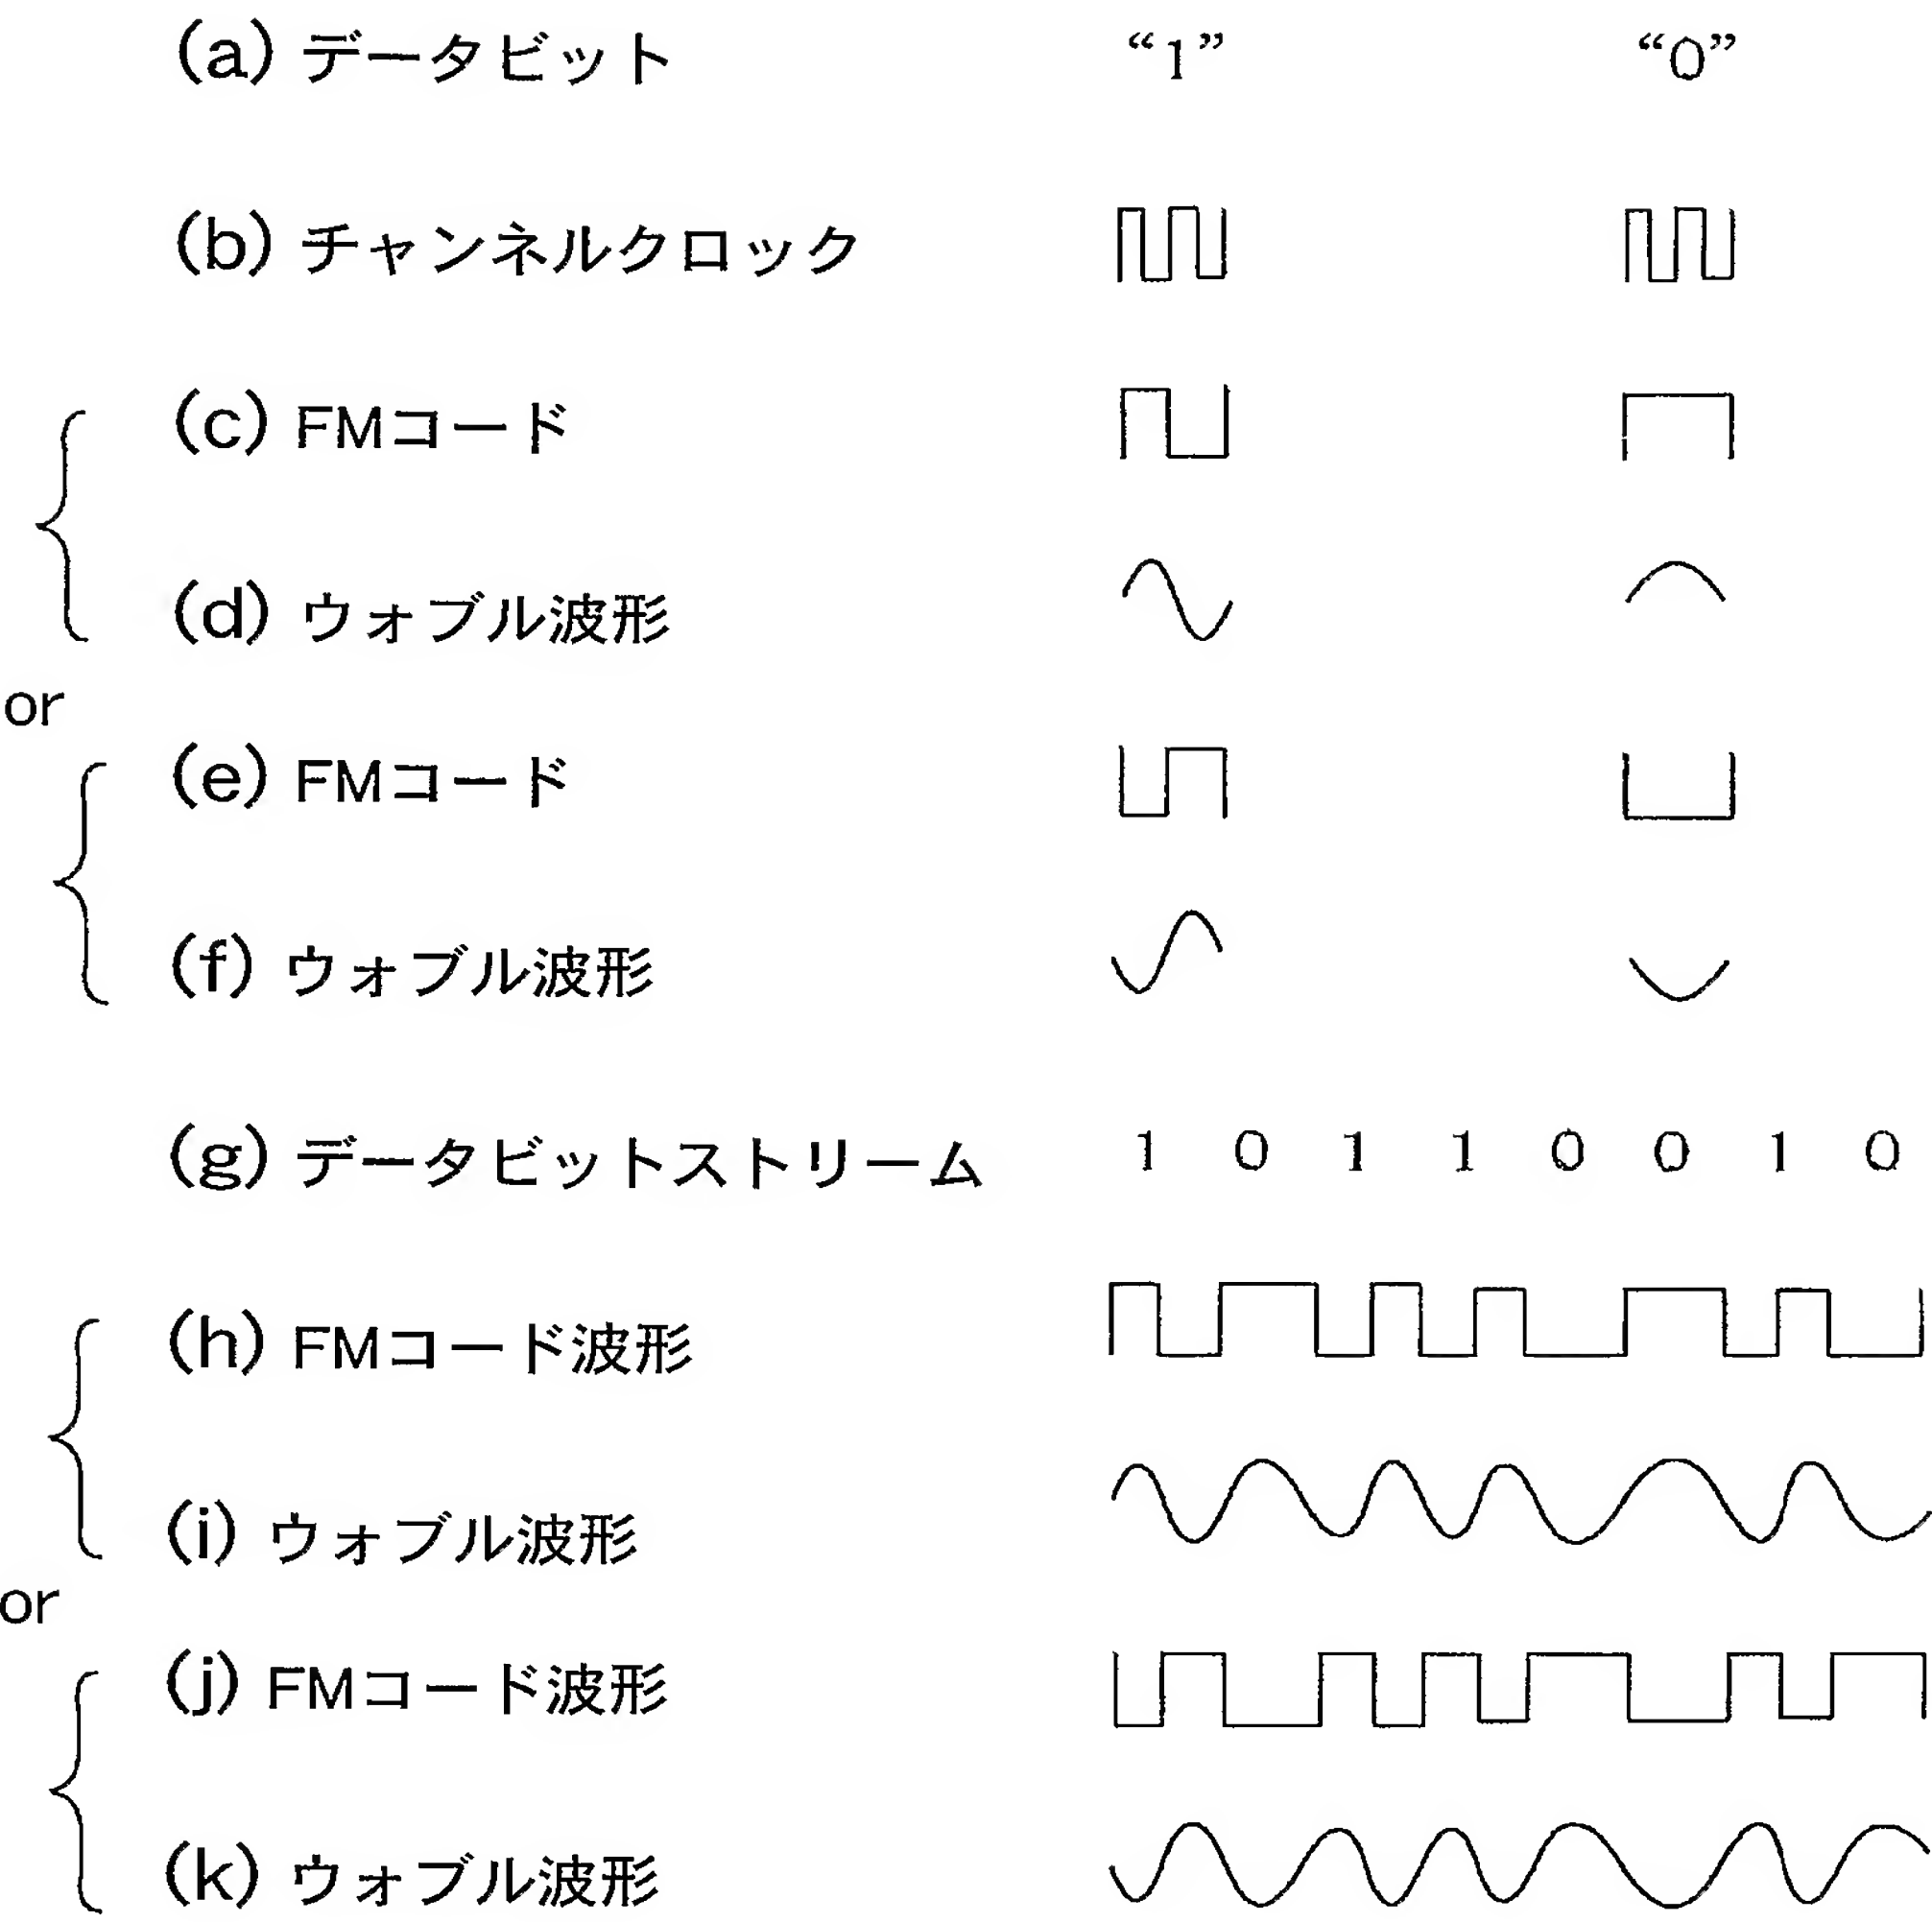 (a) データビット “1” “0”
(b) チャンネルクロック
(c) FMコード
(d) ウォブル波形
or
(e) FMコード
(f) ウォブル波形
(g) データビットストリーム 1 0 1 1 0 0 1 0
(h) FMコード波形
(i) ウォブル波形
or
(j) FMコード波形
(k) ウォブル波形